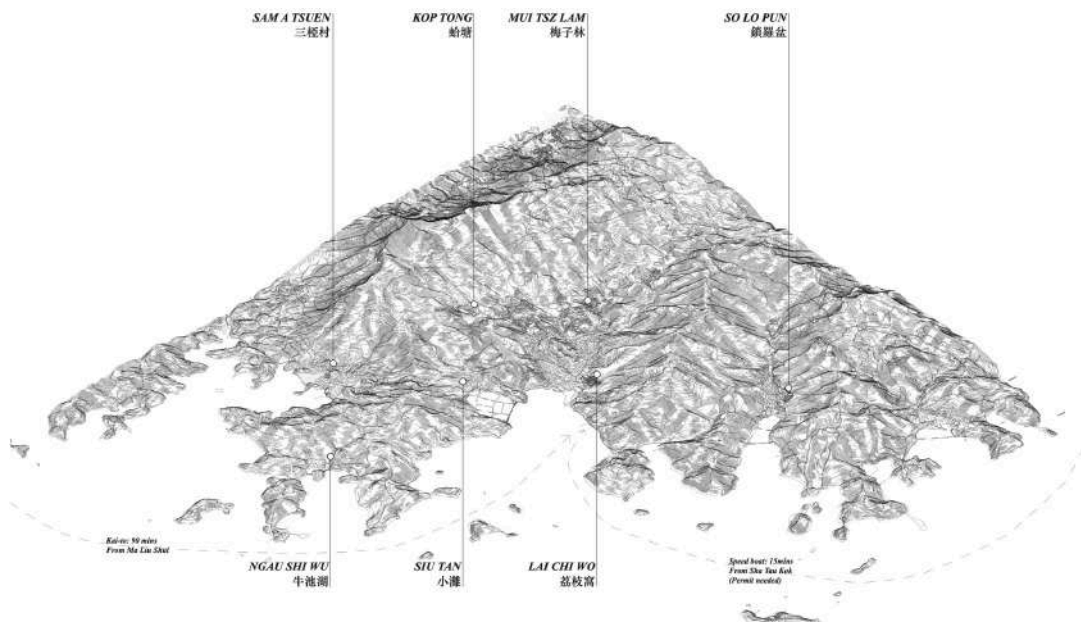 SAM A TSUEN
三椏村
KOP TONG
蛤塘
MUI TSZ LAM
梅子林
SO LO PUN
鎖羅盆
Kai-to: 90 mins
From Ma Liu Shui
Speed boat: 15mins
From Sha Tau Kok
(Permit needed)
NGAU SHI WU
牛池湖
SIU TAN
小灘
LAI CHI WO
荔枝窩